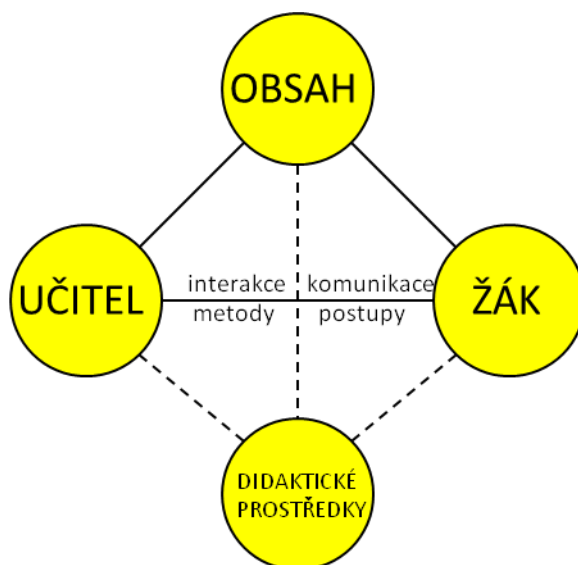 OBSAH
UČITEL
interakce komunikace
metody postupy
ŽÁK
DIDAKTICKÉ
PROSTŘEDKY